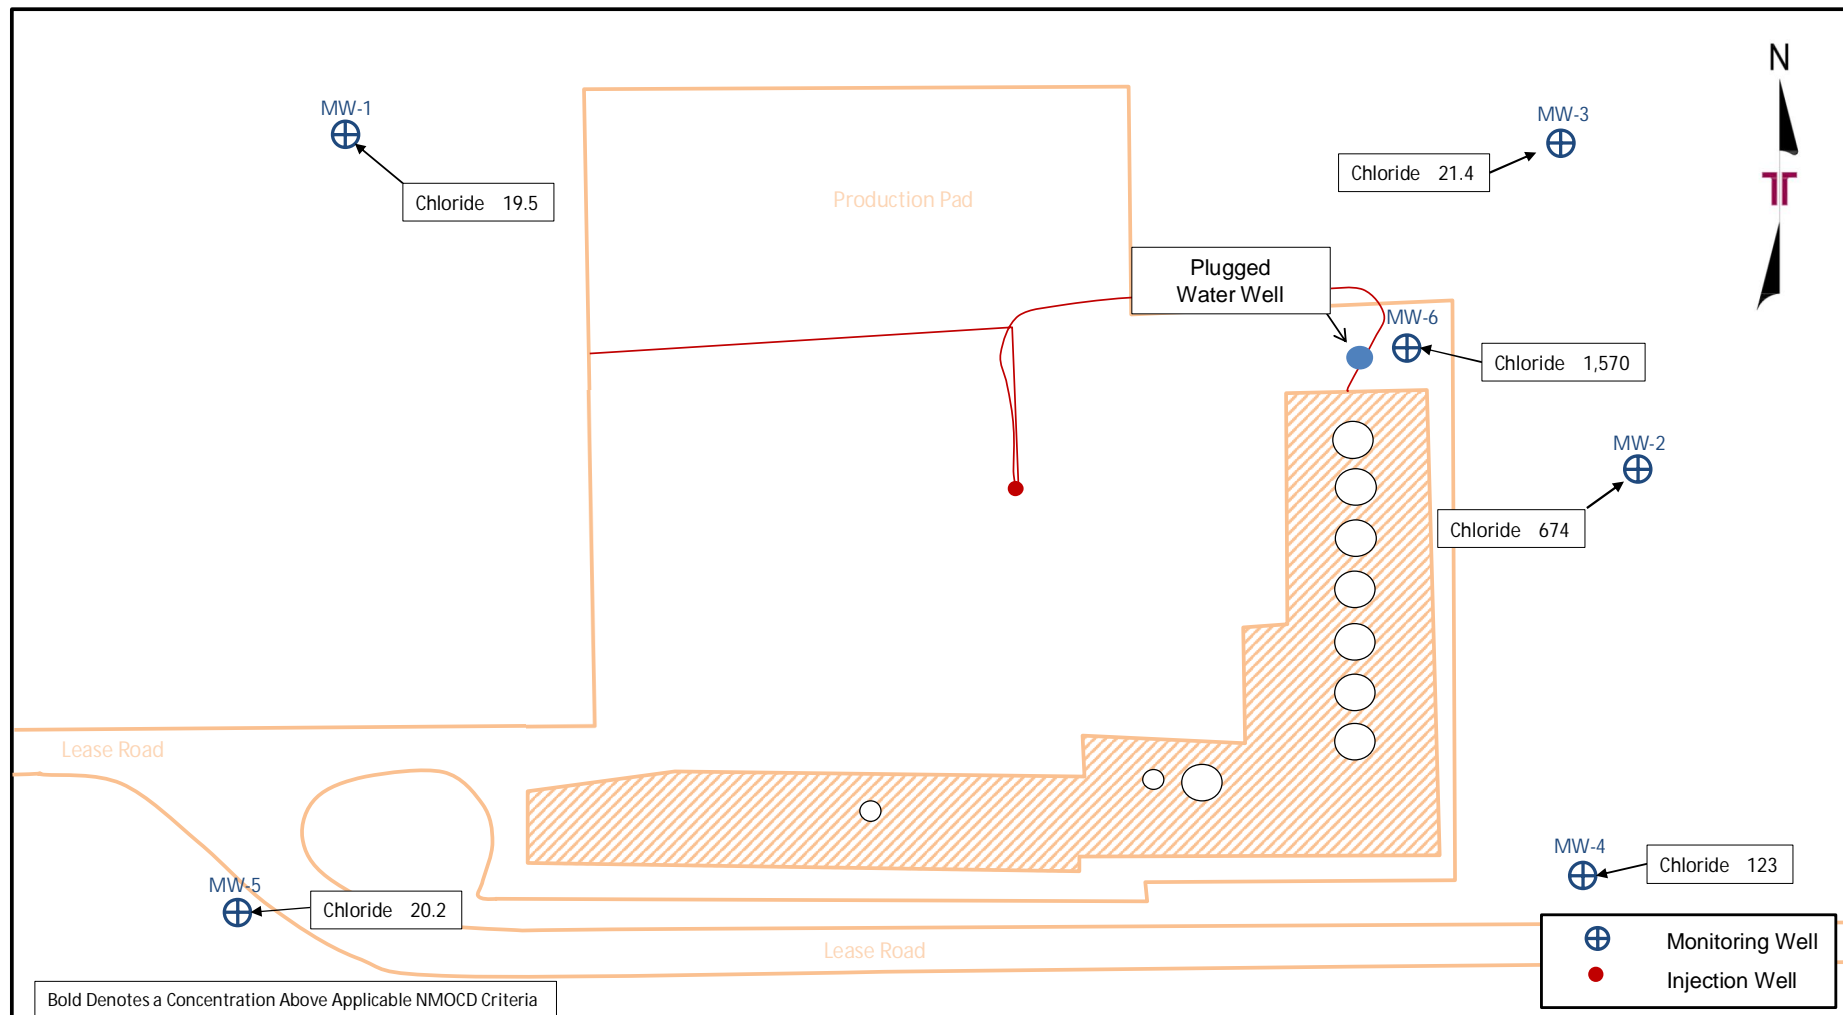 N
MW-1
MW-3
Chloride 21.4
Chloride 19.5
Production Pad
Plugged
Water Well
MW-6
Chloride 1,570
MW-2
Chloride 674
Lease Road
MW-4
Chloride 123
MW-5
Chloride 20.2
Lease Road
Monitoring Well
Injection Well
Bold Denotes a Concentration Above Applicable NMOCD Criteria